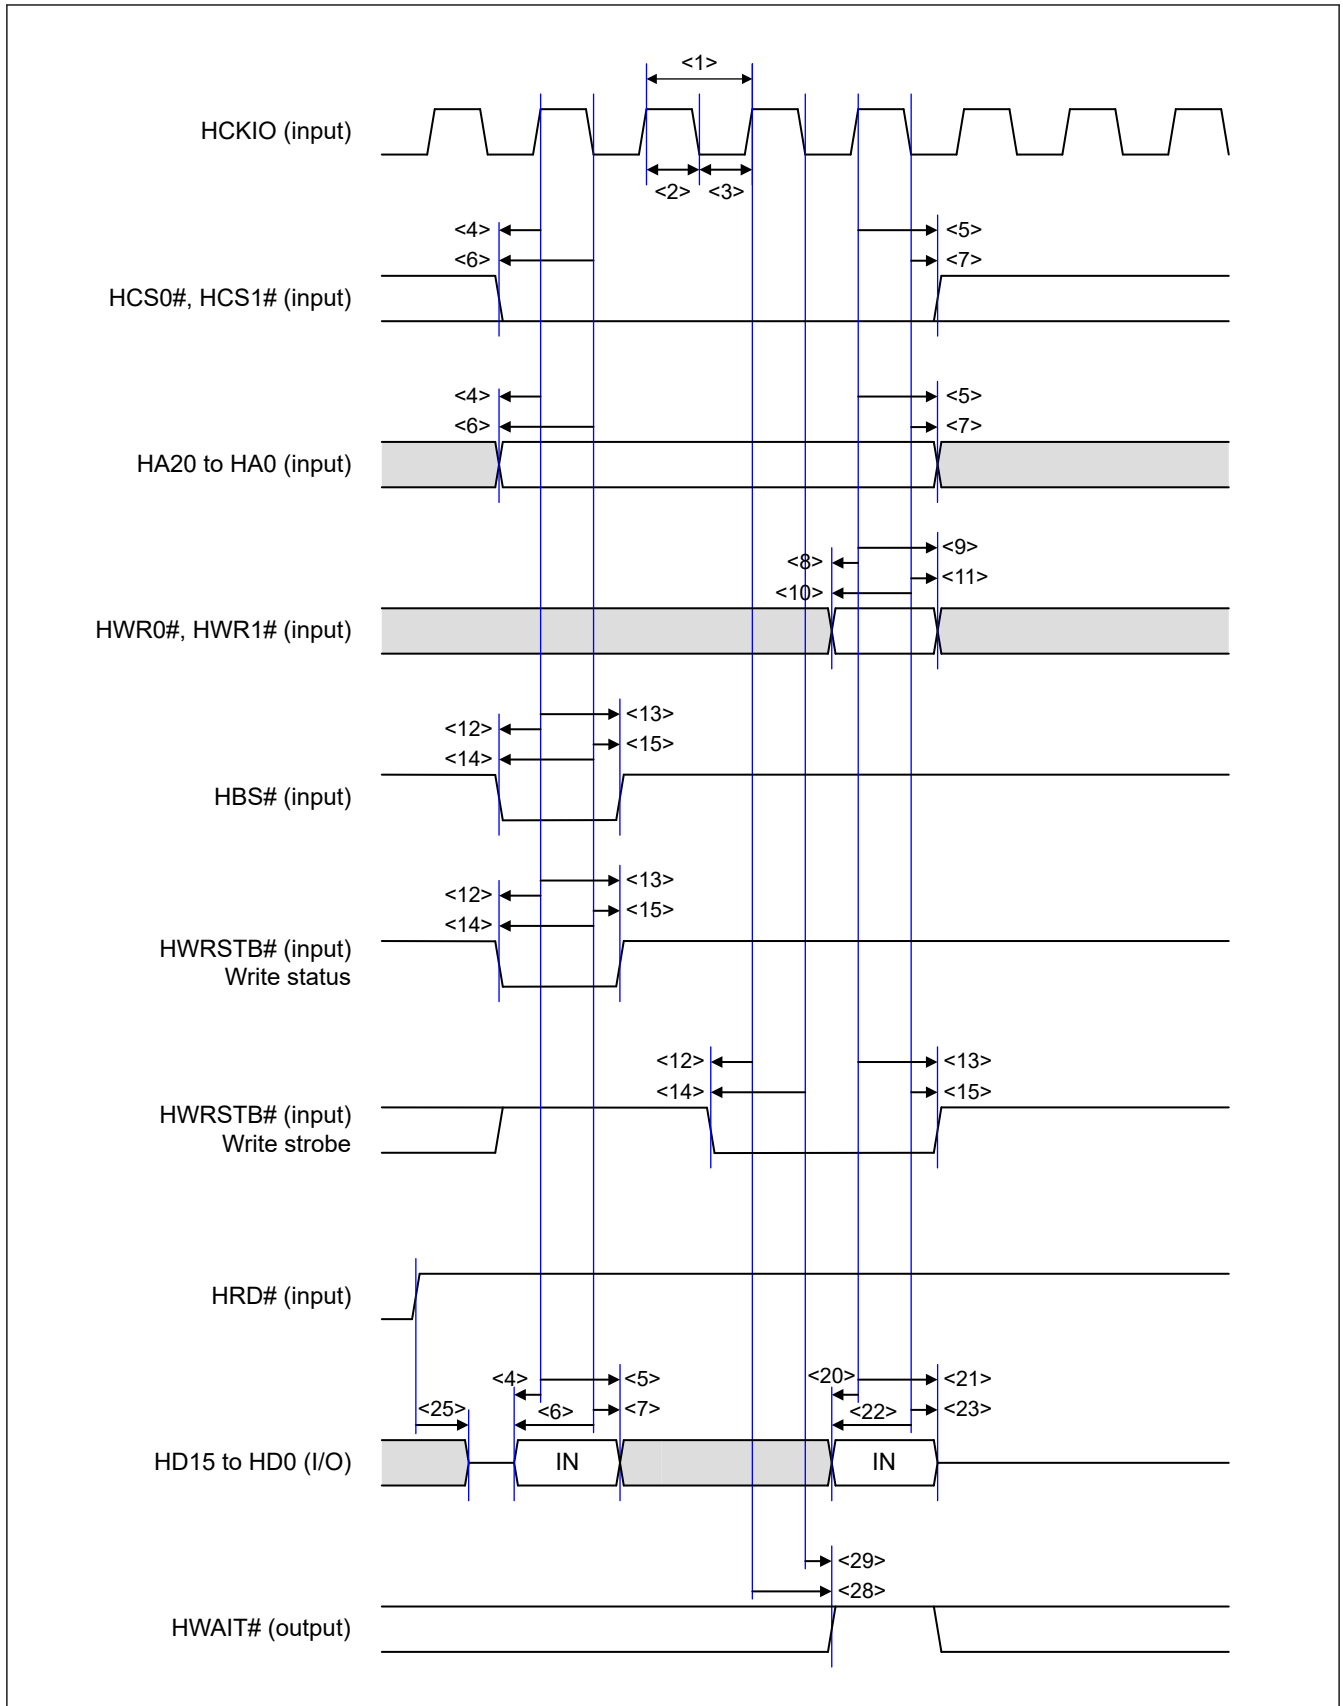 <1>
HCKIO (input)
<2> <3>
<4> <5>
<6> <7>
HCS0#, HCS1# (input)
<4> <5>
<6> <7>
HA20 to HA0 (input)
<9>
<8>
<11>
<10>
HWR0#, HWR1# (input)
<13>
<12>
<15>
<14>
HBS# (input)
<13>
<12>
<15>
<14>
HWRSTB# (input)
Write status
<12> <13>
<14> <15>
HWRSTB# (input)
Write strobe
HRD# (input)
<4> <5> <20> <21>
<25> <6> <7> <22> <23>
HD15 to HD0 (I/O) IN IN
<29>
<28>
HWAIT# (output)